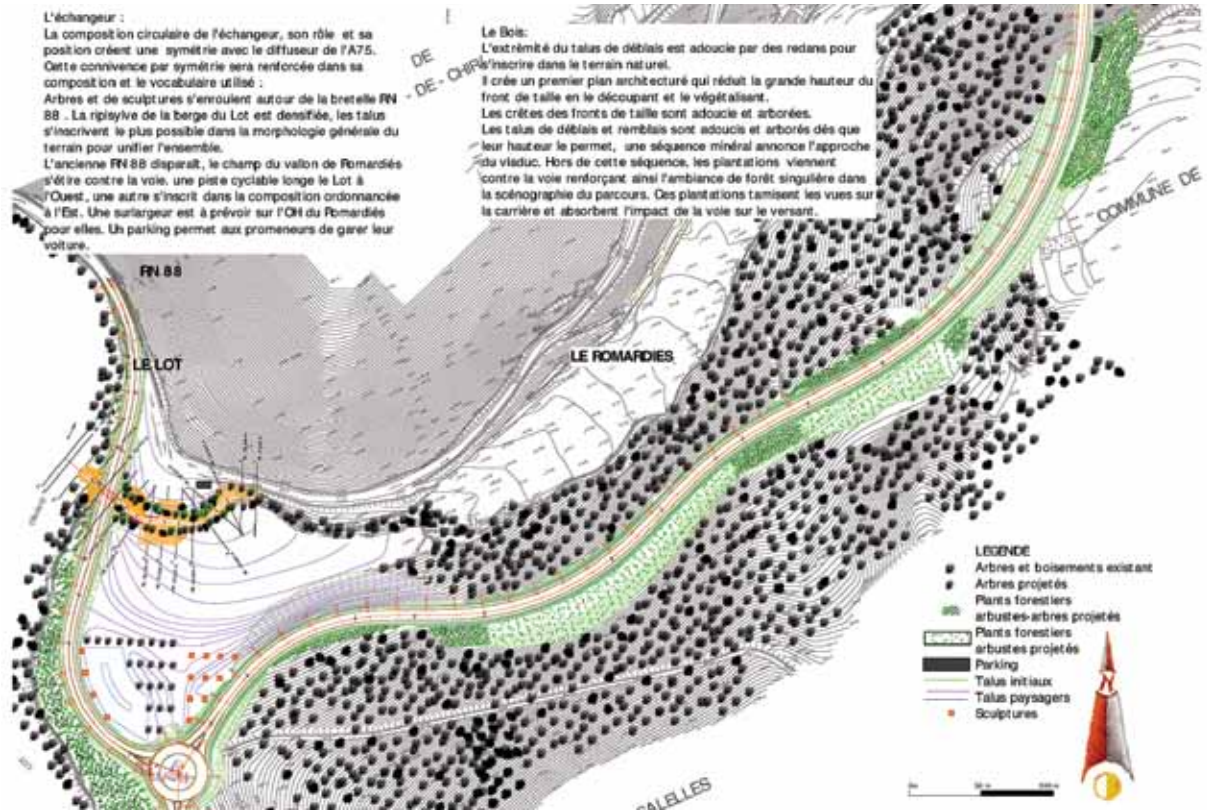 L'échangeur :
La composition circulaire de l'échangeur, son rôle et sa
position créent une symétrie avec le diffuseur de l'A75.
Cette connivence par symétrie sera renforcée dans sa
composition et le vocabulaire utilisé :
Arbres et de sculptures s'enroulent autour de la bretelle RN
88 . La ripisylve de la berge du Lot est densifiée, les talus
s'inscrivent le plus possible dans la morphologie générale du
terrain pour unifier l'ensemble.
L'ancienne RN 88 disparaît, le champ du vallon de Romardiès
s'étire contre la voie. une piste cyclable longe le Lot à
l'Ouest, une autre s'inscrit dans la composition ordonnancée
à l'Est. Une surlargeur est à prévoir sur l'OH du Romardiès
pour elles. Un parking permet aux promeneurs de garer leur
voiture.
DE
- DE - CHIR
Le Bois:
L'extrêmité du talus de déblais est adoucie par des redans pour
s'inscrire dans le terrain naturel.
Il crée un premier plan architecturé qui réduit la grande hauteur du
front de taille en le découpant et le végétalisant.
Les crêtes des fronts de taille sont adoucie et arborées.
Les talus de déblais et remblais sont adoucis et arborés dès que
leur hauteur le permet, une séquence minéral annonce l'approche
du viaduc. Hors de cette séquence, les plantations viennent
contre la voie renforçant ainsi l'ambiance de forêt singulière dans
la scénographie du parcours. Ces plantations tamisent les vues sur
la carrière et absorbent l'impact de la voie sur le versant.
COMMUNE DE
RN 88
LE LOT
LE ROMARDIES
LEGENDE
Arbres et boisements existant
Arbres projetés
Plants forestiers
arbustes-arbres projetés
Plants forestiers
arbustes projetés
Parking
Talus initiaux
Talus paysagers
Sculptures
N
SALELLES